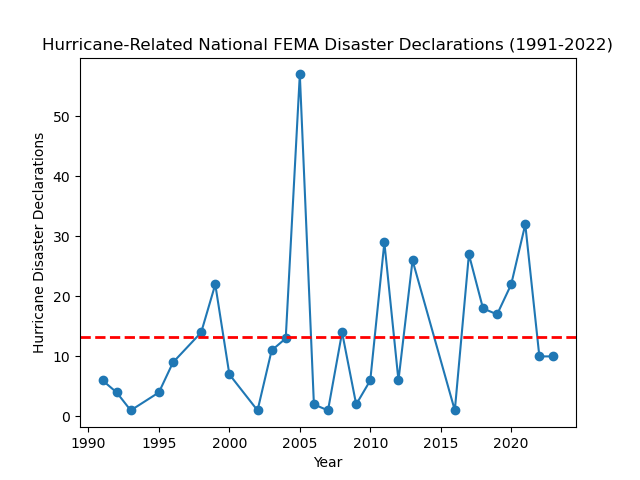 Hurricane-Related National FEMA Disaster Declarations (1991-2022)
Hurricane Disaster Declarations
50
40
30
20
10
0
1990 1995 2000 2005 2010 2015 2020
Year